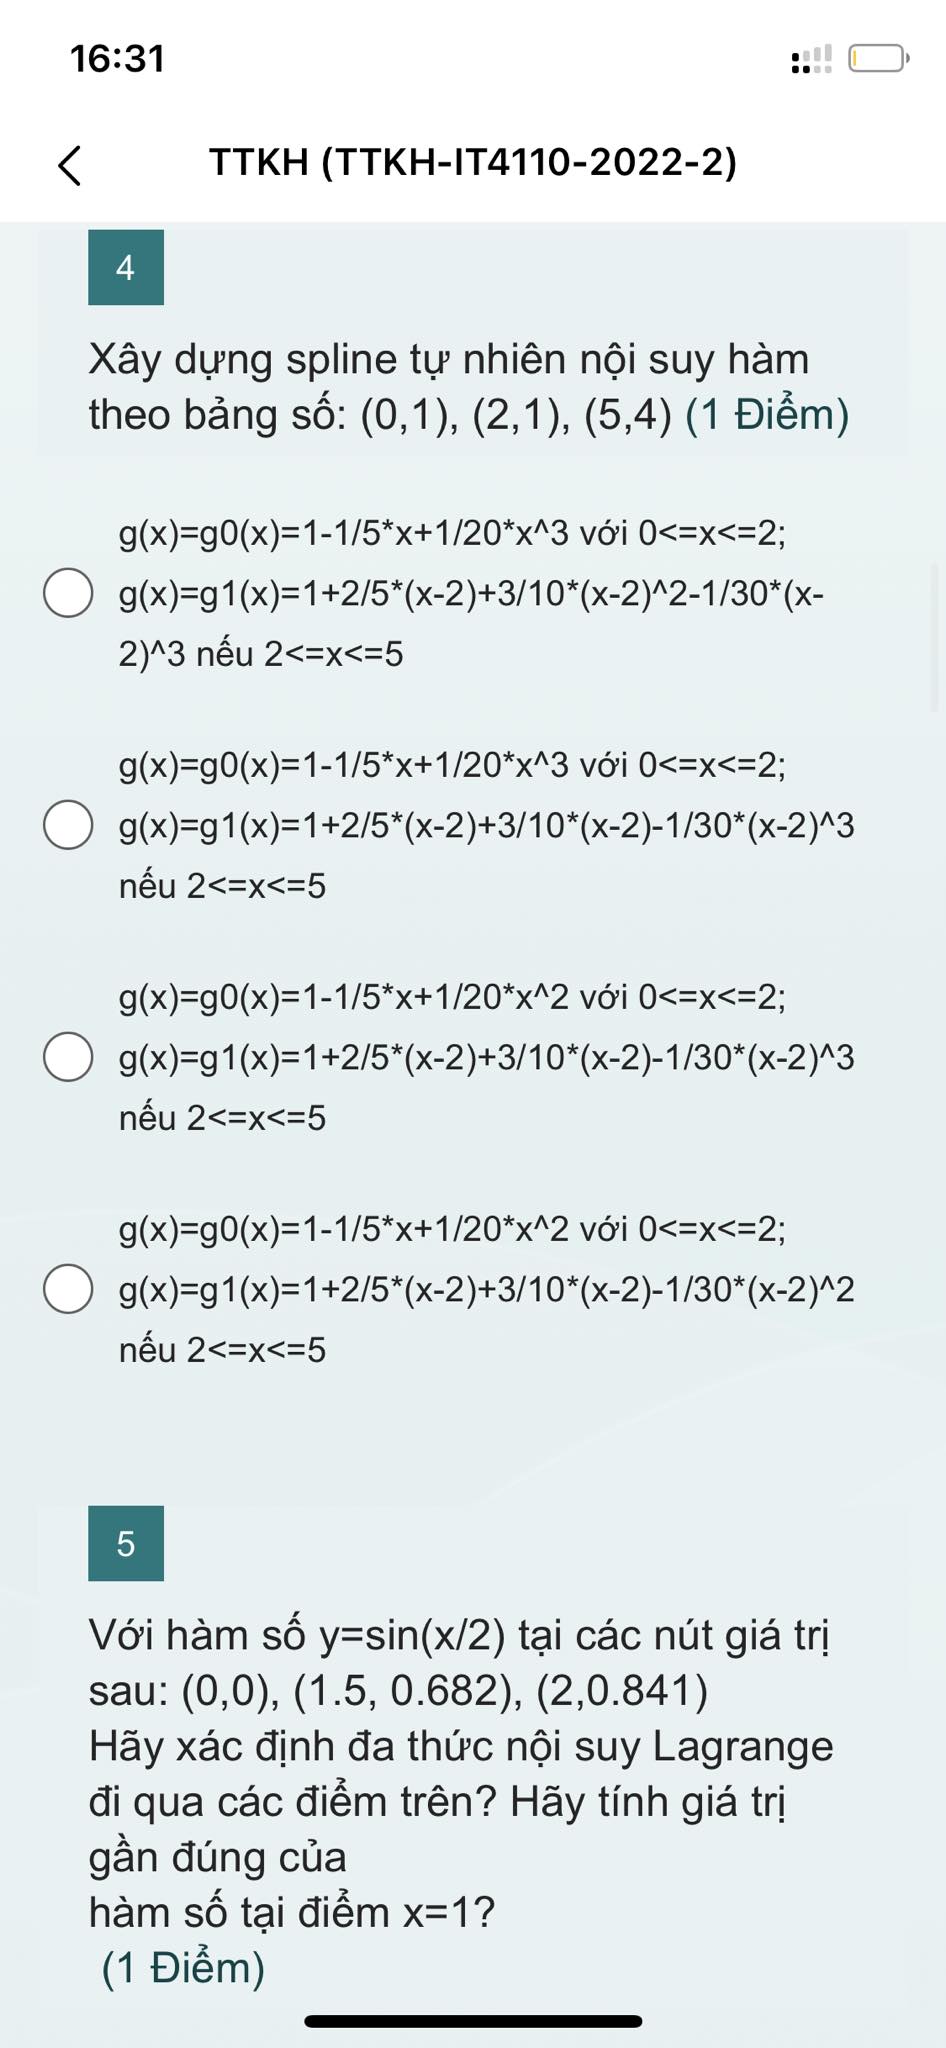 16:31
TTKH (TTKH-IT4110-2022-2)
4
Xây dựng spline tự nhiên nội suy hàm
theo bảng số: (0,1), (2,1), (5,4) (1 Điểm)
g(x)=g0(x)=1-1/5*x+1/20*x^3 với 0<=x<=2;
g(x)=g1(x)=1+2/5*(x-2)+3/10*(x-2)^2-1/30*(x-
2)^3 nếu 2<=x<=5
g(x)=g0(x)=1-1/5*x+1/20*x^3 với 0<=x<=2;
g(x)=g1(x)=1+2/5*(x-2)+3/10*(x-2)-1/30*(x-2)^3
nếu 2<=x<=5
g(x)=g0(x)=1-1/5*x+1/20*x^2 với 0<=x<=2;
g(x)=g1(x)=1+2/5*(x-2)+3/10*(x-2)-1/30*(x-2)^3
nếu 2<=x<=5
g(x)=g0(x)=1-1/5*x+1/20*x^2 với 0<=x<=2;
g(x)=g1(x)=1+2/5*(x-2)+3/10*(x-2)-1/30*(x-2)^2
nếu 2<=x<=5
5
Với hàm số y=sin(x/2) tại các nút giá trị
sau: (0,0), (1.5, 0.682), (2,0.841)
Hãy xác định đa thức nội suy Lagrange
đi qua các điểm trên? Hãy tính giá trị
gần đúng của
hàm số tại điểm x=1?
(1 Điểm)